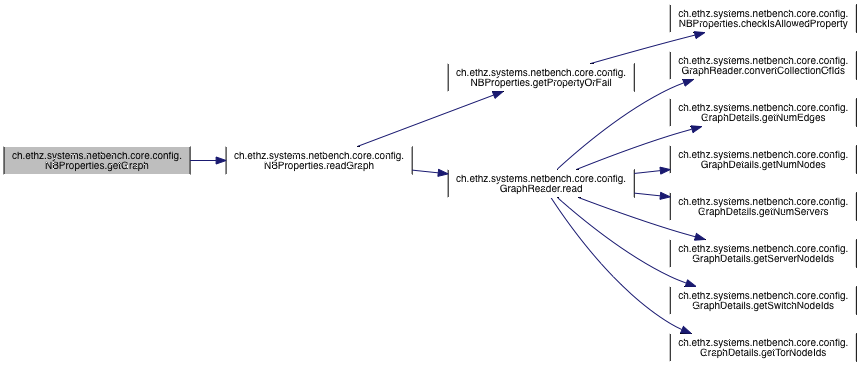 ch.ethz.systems.netbench.core.config.
NBProperties.getGraph
ch.ethz.systems.netbench.core.config.
NBProperties.readGraph
ch.ethz.systems.netbench.core.config.
NBProperties.getPropertyOrFail
ch.ethz.systems.netbench.core.config.
GraphReader.read
ch.ethz.systems.netbench.core.config.
NBProperties.checkIsAllowedProperty
ch.ethz.systems.netbench.core.config.
GraphReader.convertCollectionOfIds
ch.ethz.systems.netbench.core.config.
GraphDetails.getNumEdges
ch.ethz.systems.netbench.core.config.
GraphDetails.getNumNodes
ch.ethz.systems.netbench.core.config.
GraphDetails.getNumServers
ch.ethz.systems.netbench.core.config.
GraphDetails.getServerNodeIds
ch.ethz.systems.netbench.core.config.
GraphDetails.getSwitchNodeIds
ch.ethz.systems.netbench.core.config.
GraphDetails.getTorNodeIds